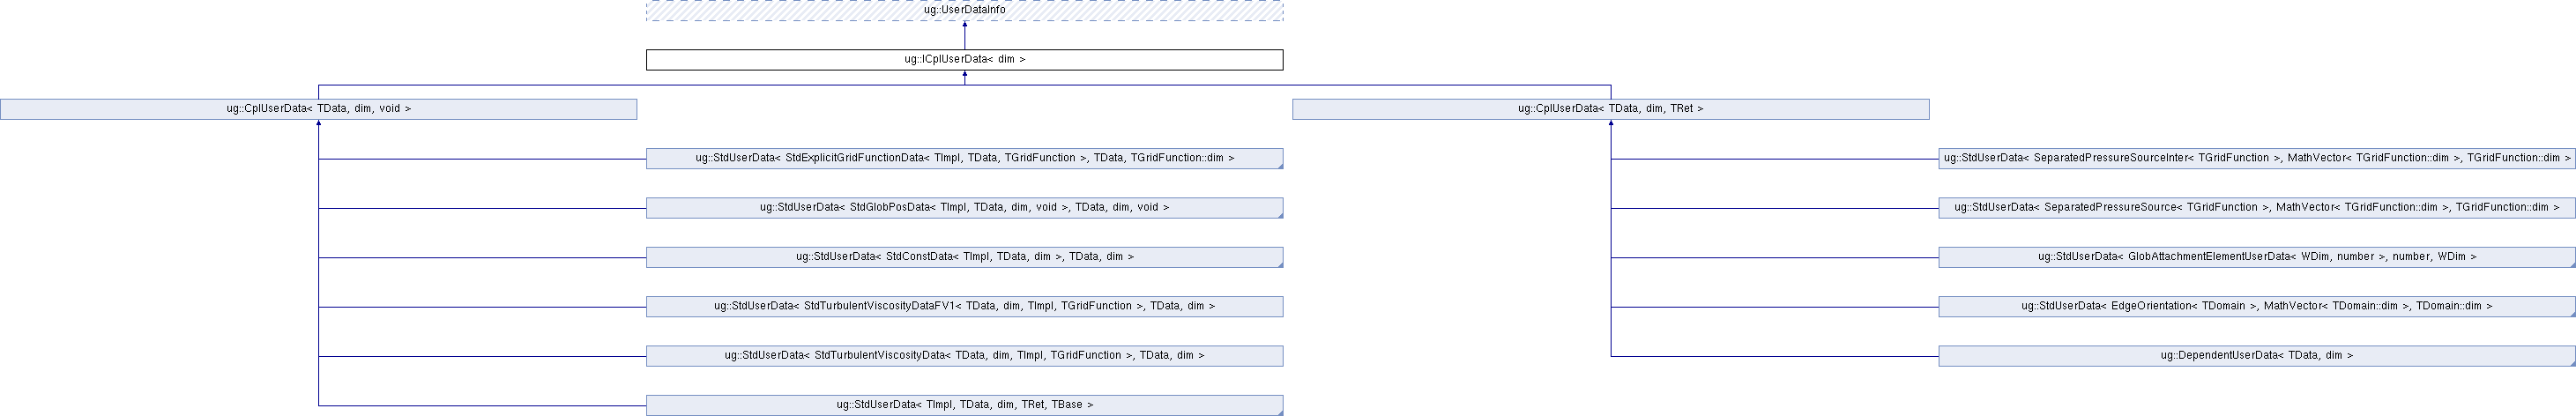 ug::UserDataInfo
ug::ICplUserData< dim >
ug::CplUserData< TData, dim, void >
ug::CplUserData< TData, dim, TRet >
ug::StdUserData< StdExplicitGridFunctionData< TImpl, TData, TGridFunction >, TData, TGridFunction::dim >
ug::StdUserData< SeparatedPressureSourceInter< TGridFunction >, MathVector< TGridFunction::dim >, TGridFunction::dim >
ug::StdUserData< StdGlobPosData< TImpl, TData, dim, void >, TData, dim, void >
ug::StdUserData< SeparatedPressureSource< TGridFunction >, MathVector< TGridFunction::dim >, TGridFunction::dim >
ug::StdUserData< StdConstData< TImpl, TData, dim >, TData, dim >
ug::StdUserData< GlobAttachmentElementUserData< WDim, number >, number, WDim >
ug::StdUserData< StdTurbulentViscosityDataFV1< TData, dim, TImpl, TGridFunction >, TData, dim >
ug::StdUserData< EdgeOrientation< TDomain >, MathVector< TDomain::dim >, TDomain::dim >
ug::StdUserData< StdTurbulentViscosityData< TData, dim, TImpl, TGridFunction >, TData, dim >
ug::DependentUserData< TData, dim >
ug::StdUserData< TImpl, TData, dim, TRet, TBase >